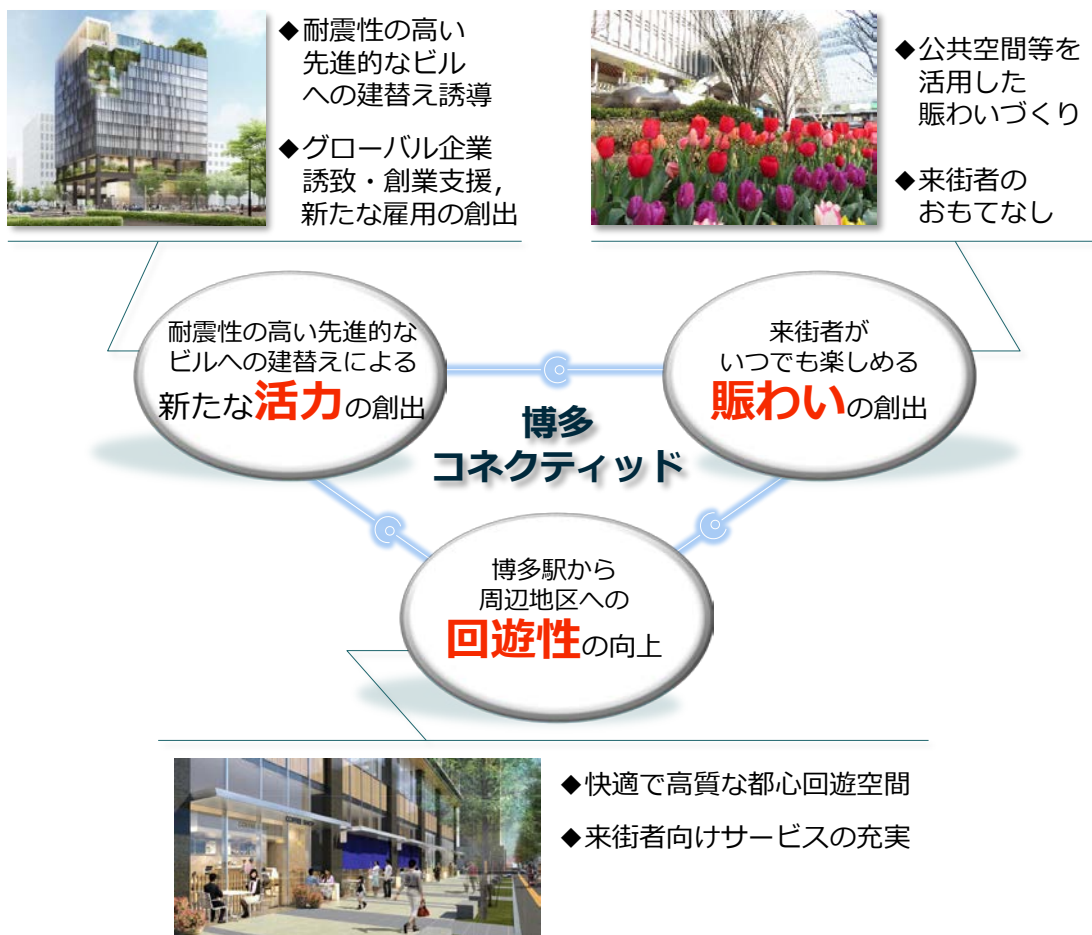 ◆耐震性の高い
先進的なビル
への建替え誘導
◆グローバル企業
誘致・創業支援，
新たな雇用の創出
◆公共空間等を
活用した
賑わいづくり
◆来街者の
おもてなし
耐震性の高い先進的な
ビルへの建替えによる
新たな活力の創出
来街者が
いつでも楽しめる
賑わいの創出
博多
コネクティッド
博多駅から
周辺地区への
回遊性の向上
COFFEE SHOP
◆快適で高質な都心回遊空間
◆来街者向けサービスの充実